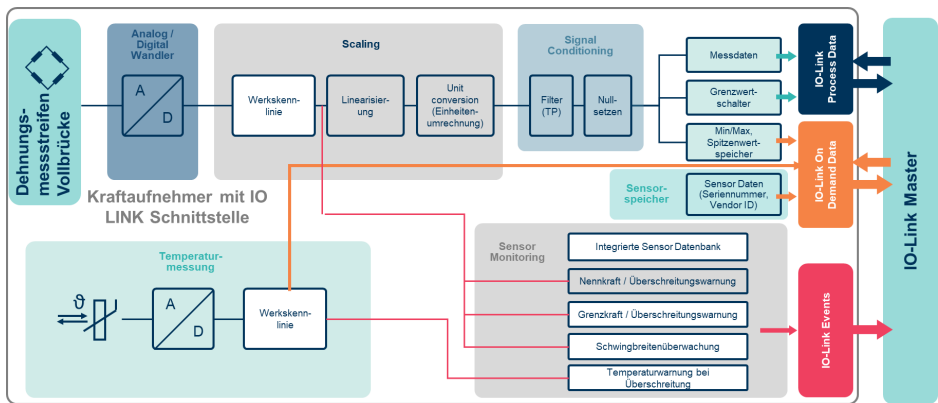 Dehnungs-
messstreifen
Vollbrücke
Analog /
Digital
Wandler
A
D
Scaling
Werkskenn-
linie
Linearisier-
ung
Unit
conversion
(Einheiten-
umrechnung)
Signal
Conditioning
Filter
(TP)
Null-
setzen
Messdaten
Grenzwert-
schalter
Min/Max,
Spitzenwert-
speicher
IO-Link
Process Data
IO-Link On
Demand Data
IO-Link Master
Kraftaufnehmer mit IO
LINK Schnittstelle
Sensor-
speicher
Sensor Daten
(Seriennummer,
Vendor ID)
Temperatur-
messung
ϑ
A
D
Werkskenn-
linie
Sensor
Monitoring
Integrierte Sensor Datenbank
Nennkraft / Überschreitungswarnung
Grenzkraft / Überschreitungswarnung
Schwingbreitenüberwachung
Temperaturwarnung bei
Überschreitung
IO-Link Events